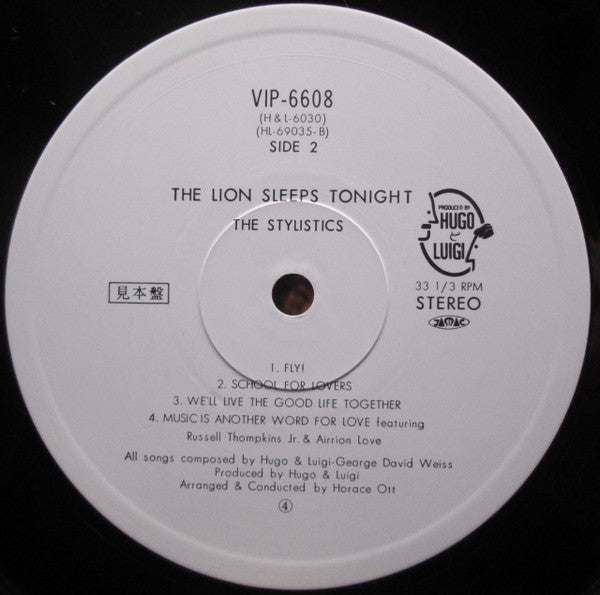 VIP-6608
(H & L-6030)
(HL-69035-B)
SIDE 2
THE LION SLEEPS TONIGHT
THE STYLISTICS
PRODUCED BY
HUGO
&
LUIGI
見本盤
33 1/3 RPM
STEREO
JASRAC
1. FLY!
2. SCHOOL FOR LOVERS
3. WE'LL LIVE THE GOOD LIFE TOGETHER
4. MUSIC IS ANOTHER WORD FOR LOVE featuring
Russell Thompkins Jr. & Airrion Love
All songs composed by Hugo & Luigi-George David Weiss
Produced by Hugo & Luigi
Arranged & Conducted by Horace Ott
④